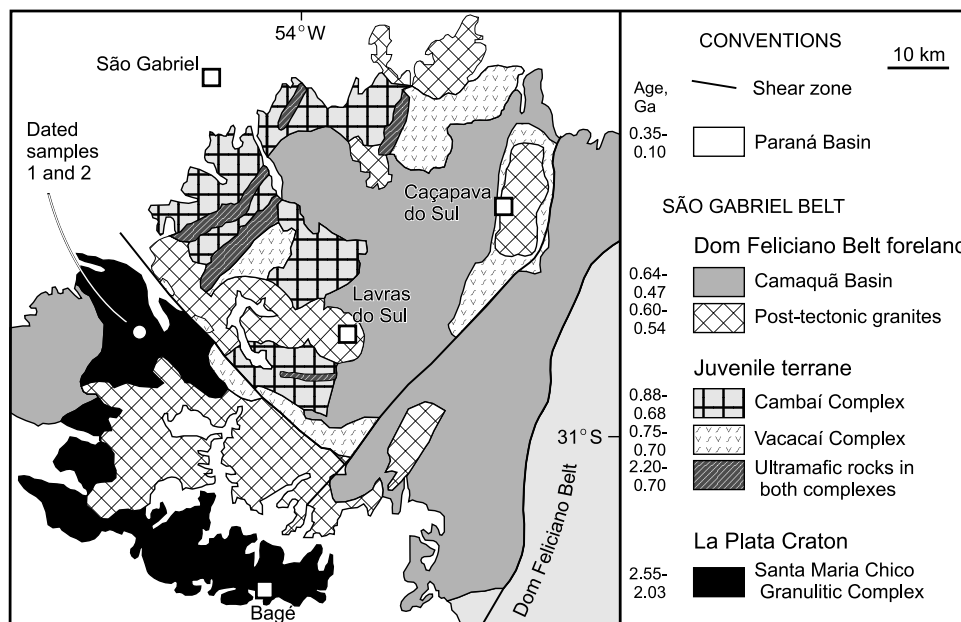 54°W
São Gabriel
Dated
samples
1 and 2
Caçapava
do Sul
Lavras
do Sul
31°S
Dom Feliciano Belt
Bagé
CONVENTIONS
10 km
Age,
Ga
Shear zone
0.35-
0.10
Paraná Basin
SÃO GABRIEL BELT
Dom Feliciano Belt foreland
0.64-
0.47
Camaquã Basin
0.60-
0.54
Post-tectonic granites
Juvenile terrane
0.88-
0.68
Cambaí Complex
0.75-
0.70
Vacacaí Complex
2.20-
0.70
Ultramafic rocks in
both complexes
La Plata Craton
2.55-
2.03
Santa Maria Chico
Granulitic Complex